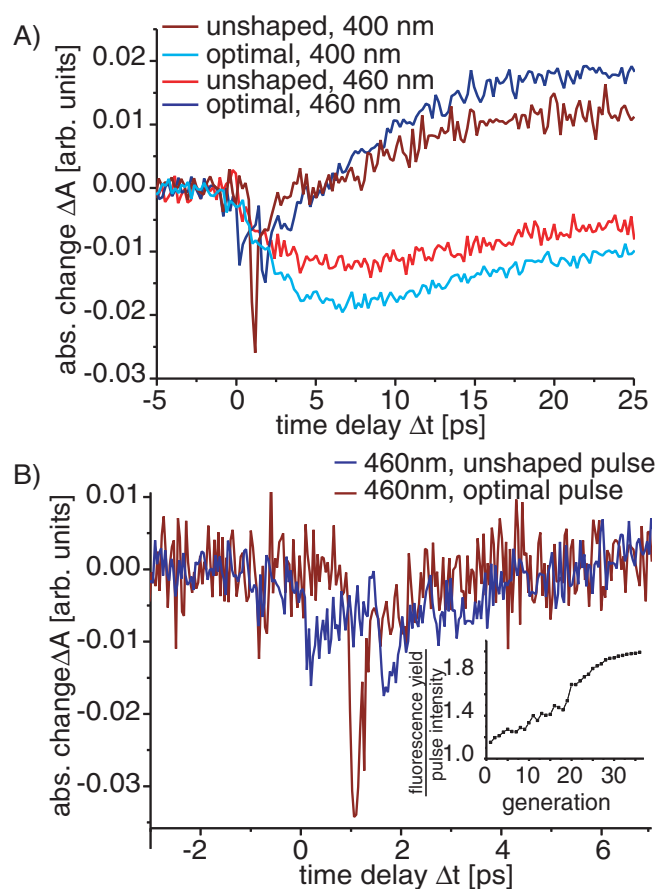 A)
unshaped, 400 nm
optimal, 400 nm
unshaped, 460 nm
optimal, 460 nm
abs. change ΔA [arb. units]
0.02
0.01
0.00
-0.01
-0.02
-0.03
-5 0 5 10 15 20 25
time delay Δt [ps]
B)
460nm, unshaped pulse
460nm, optimal pulse
abs. changeΔA [arb. units]
0.01
0.00
-0.01
-0.02
-0.03
-2 0 2 4 6
time delay Δt [ps]
fluorescence yield
pulse intensity
1.8
1.4
1.0
0 10 20 30
generation